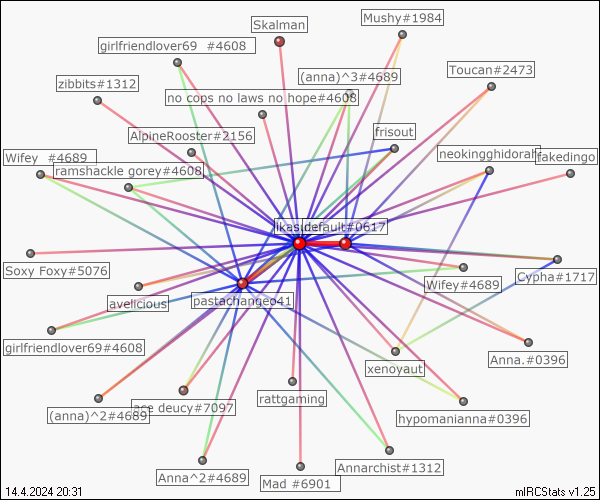 Skalman
Mushy#1984
girlfriendlover69 #4608
(anna)^3#4689
Toucan#2473
zibbits#1312
no cops no laws no hope#4608
AlpineRooster#2156
frisout
Wifey #4689
neokingghidorah
fakedingo
ramshackle gorey#4608
default#0617
Soxy Foxy#5076
Wifey#4689
Cypha#1717
avelicious
pastachangeo41
girlfriendlover69#4608
Anna.#0396
xenoyaut
rattgaming
(anna)^2#4689
deucy#7097
hypomanianna#0396
Annarchist#1312
Anna^2#4689
Mad #6901
14.4.2024 20:31
mIRCStats v1.25